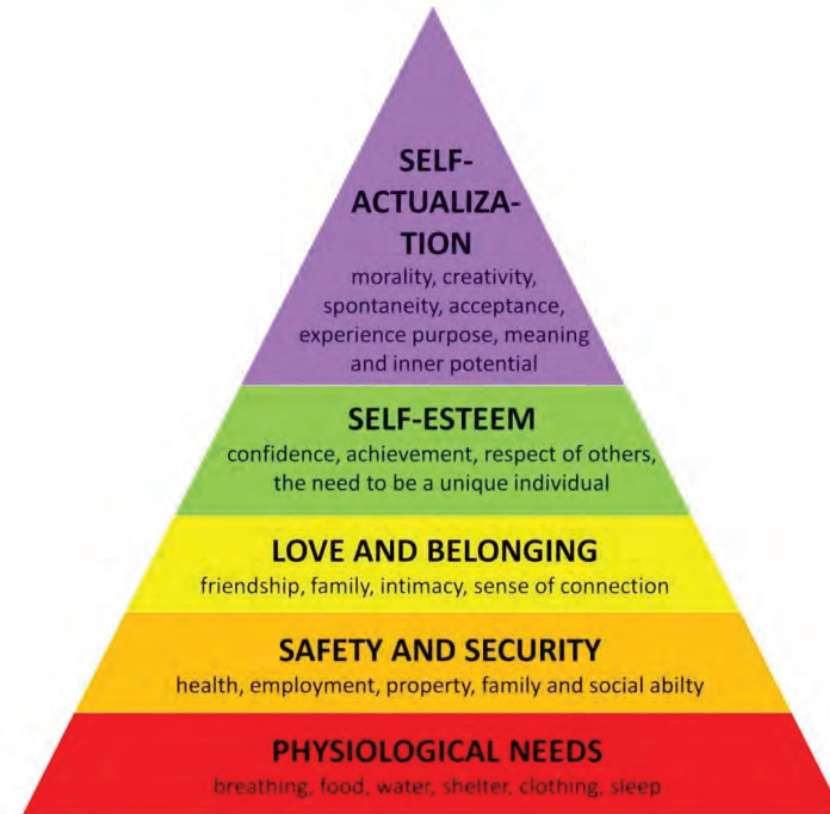 SELF-
ACTUALIZA-
TION
morality, creativity,
spontaneity, acceptance,
experience purpose, meaning
and inner potential
SELF-ESTEEM
confidence, achievement, respect of others,
the need to be a unique individual
LOVE AND BELONGING
friendship, family, intimacy, sense of connection
SAFETY AND SECURITY
health, employment, property, family and social abilty
PHYSIOLOGICAL NEEDS
breathing, food, water, shelter, clothing, sleep